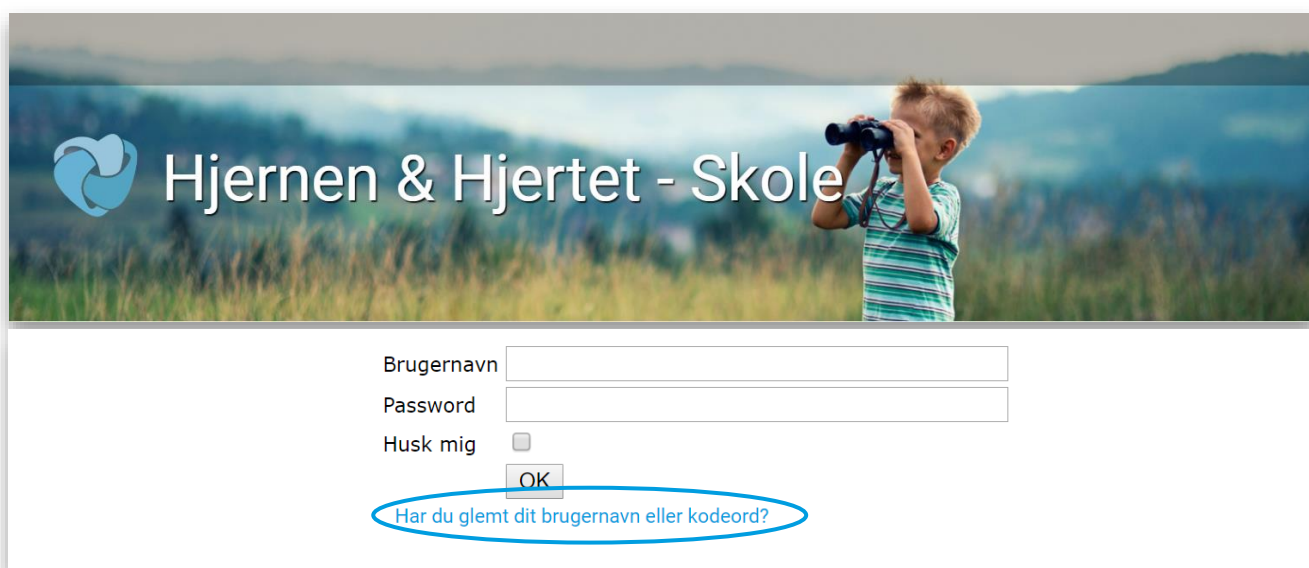 Hjernen & Hjertet - Skole
Brugernavn
Password
Husk mig
OK
Har du glemt dit brugernavn eller kodeord?